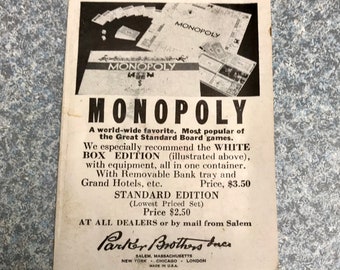 MONOPOLY
MONOPOLY
A world-wide favorite. Most popular of
the Great Standard Board games.
We especially recommend the WHITE
BOX EDITION (illustrated above),
with equipment, all in one container.
With Removable Bank tray and
Grand Hotels, etc. Price, $3.50
STANDARD EDITION
(Lowest Priced Set)
Price $2.50
AT ALL DEALERS or by mail from Salem
Parker Brothers Inc.
SALEM, MASSACHUSETTS
NEW YORK · CHICAGO · LONDON
MADE IN U.S.A.